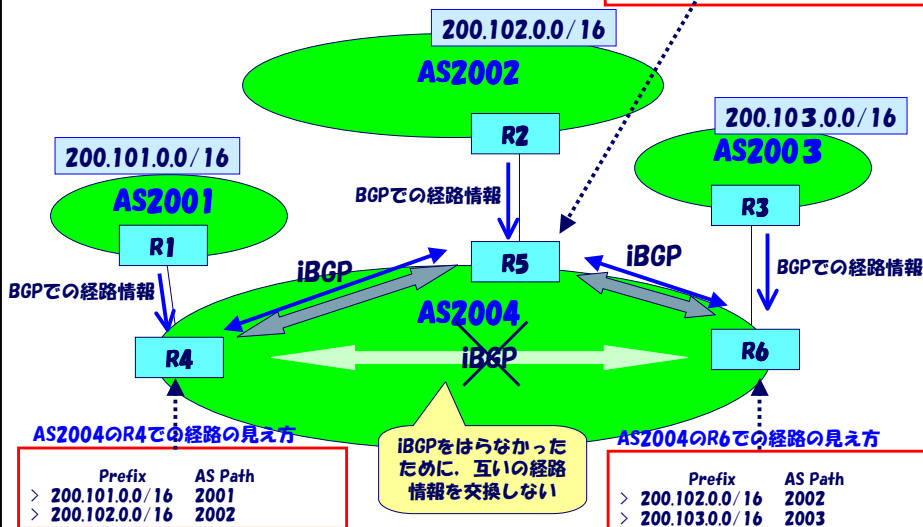 200.102.0.0/16
AS2002
200.103.0.0/16
R2
AS2003
200.101.0.0/16
BGPでの経路情報
AS2001
R3
R1
R5
iBGP
iBGP
BGPでの経路情報
BGPでの経路情報
AS2004
R4
iBGP
R6
AS2004のR4での経路の見え方
iBGPをはらなかった
ために、互いの経路
情報を交換しない
AS2004のR6での経路の見え方
Prefix AS Path
> 200.101.0.0/16 2001
> 200.102.0.0/16 2002
Prefix AS Path
> 200.102.0.0/16 2002
> 200.103.0.0/16 2003